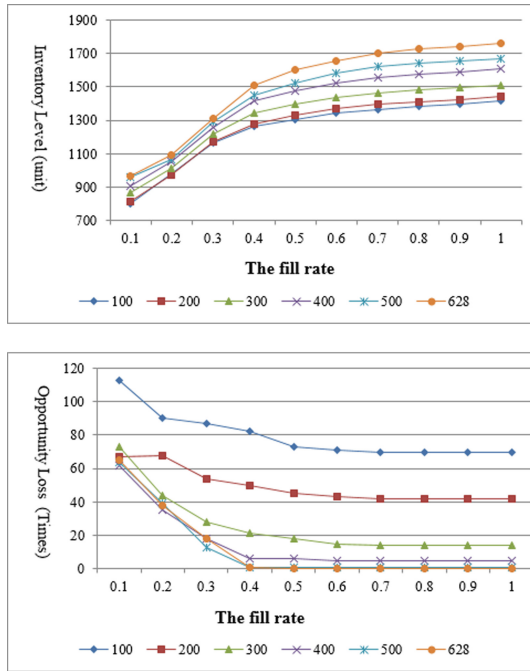 Inventory Level (unit)
1900
1700
1500
1300
1100
900
700
0.1 0.2 0.3 0.4 0.5 0.6 0.7 0.8 0.9 1
The fill rate
100 200 300 400 500 628
Opportunity Loss (Times)
120
100
80
60
40
20
0
0.1 0.2 0.3 0.4 0.5 0.6 0.7 0.8 0.9 1
The fill rate
100 200 300 400 500 628